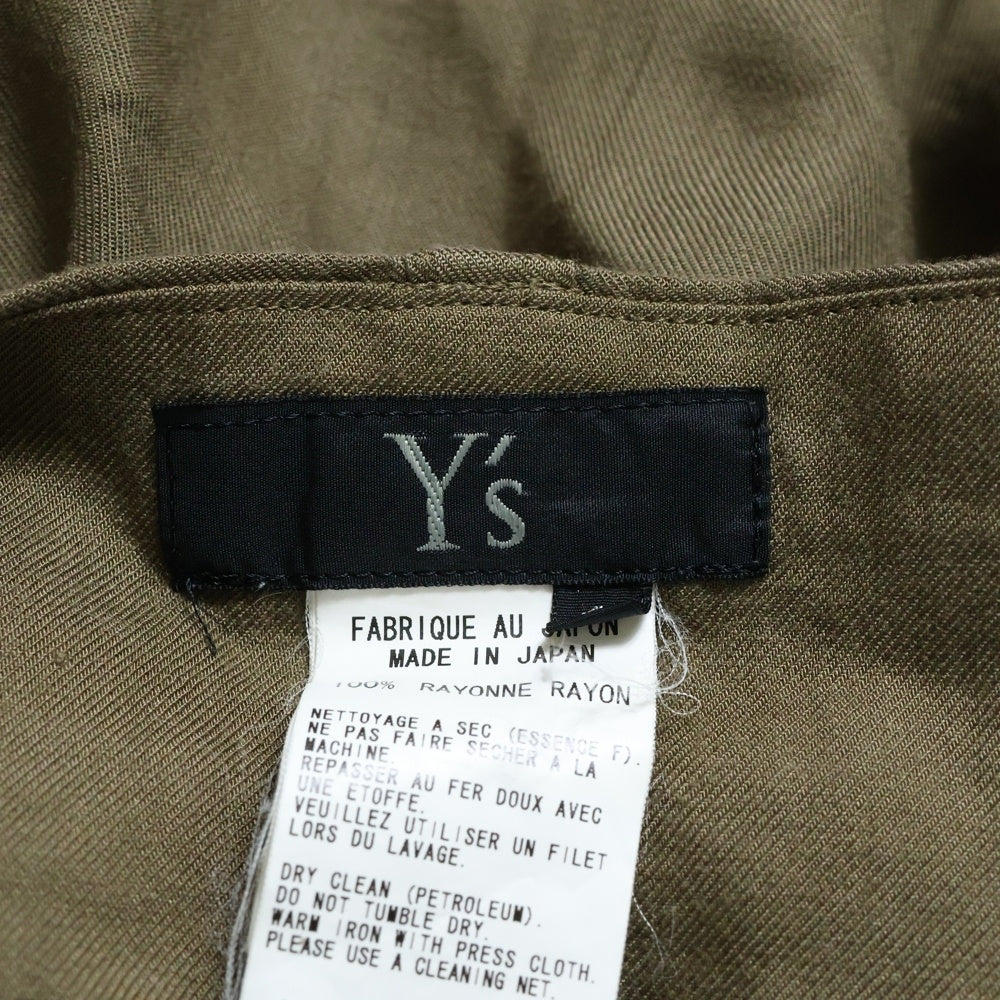 Y's
FABRIQUE AU JAPON
MADE IN JAPAN
100% RAYONNE RAYON
NETTOYAGE A SEC (ESSENCE F).
NE PAS FAIRE SECHER A LA
MACHINE.
REPASSER AU FER DOUX AVEC
UNE ETOFFE.
VEUILLEZ UTILISER UN FILET
LORS DU LAVAGE.
DRY CLEAN (PETROLEUM).
DO NOT TUMBLE DRY.
WARM IRON WITH PRESS CLOTH.
PLEASE USE A CLEANING NET.